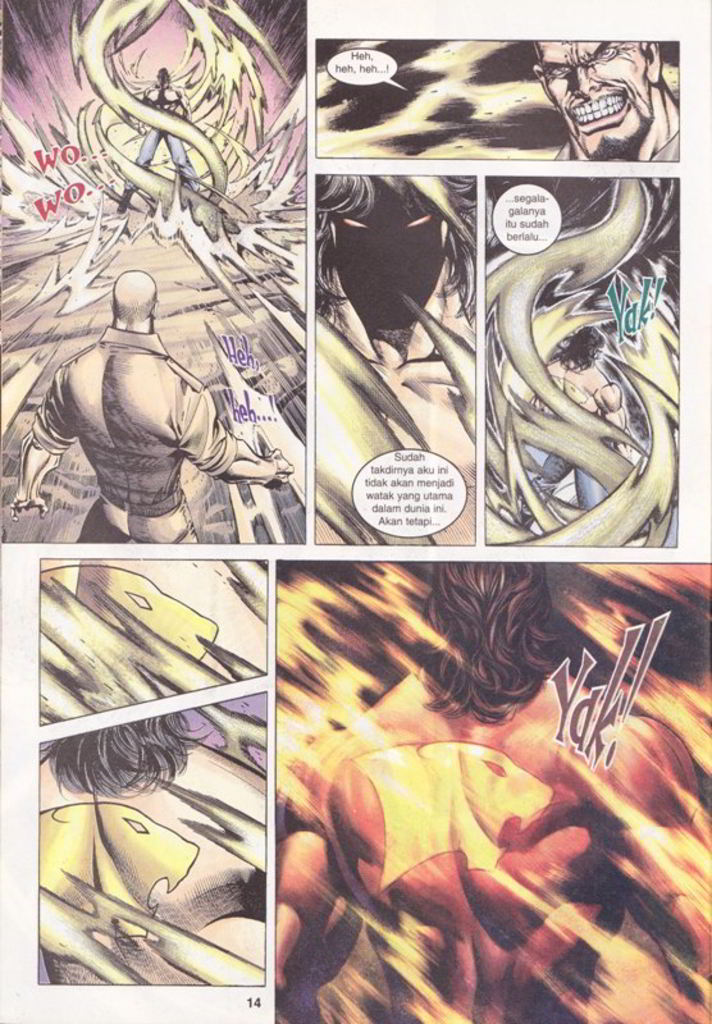 WO...
WO...
Heh,
heh...!
Heh,
heh, heh...!
Sudah
takdirnya aku ini
tidak akan menjadi
watak yang utama
dalam dunia ini.
Akan tetapi...
...segala-
galanya
itu sudah
berlalu...
Yak!
Yak!
14